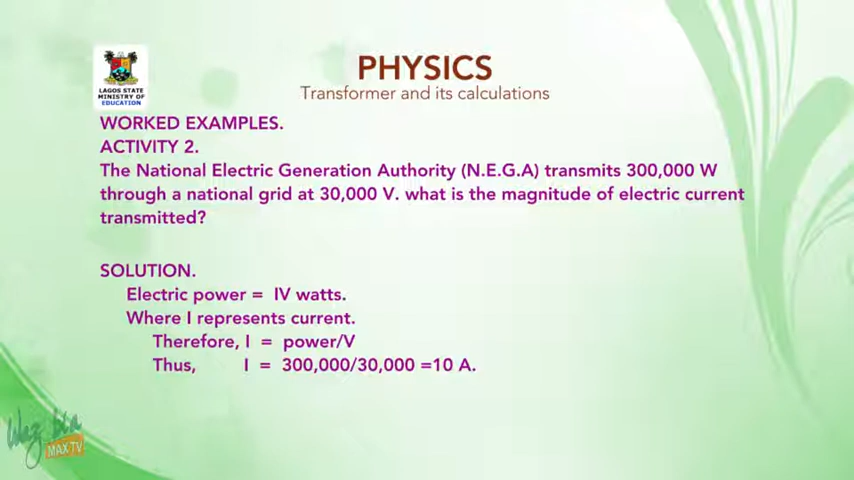 PHYSICS
Transformer and its calculations
LAGOS STATE
MINISTRY OF
EDUCATION
WORKED EXAMPLES.
ACTIVITY 2.
The National Electric Generation Authority (N.E.G.A) transmits 300,000 W
through a national grid at 30,000 V. what is the magnitude of electric current
transmitted?
SOLUTION.
Electric power = IV watts.
Where I represents current.
Therefore, I = power/V
Thus, I = 300,000/30,000 =10 A.
MAX TV